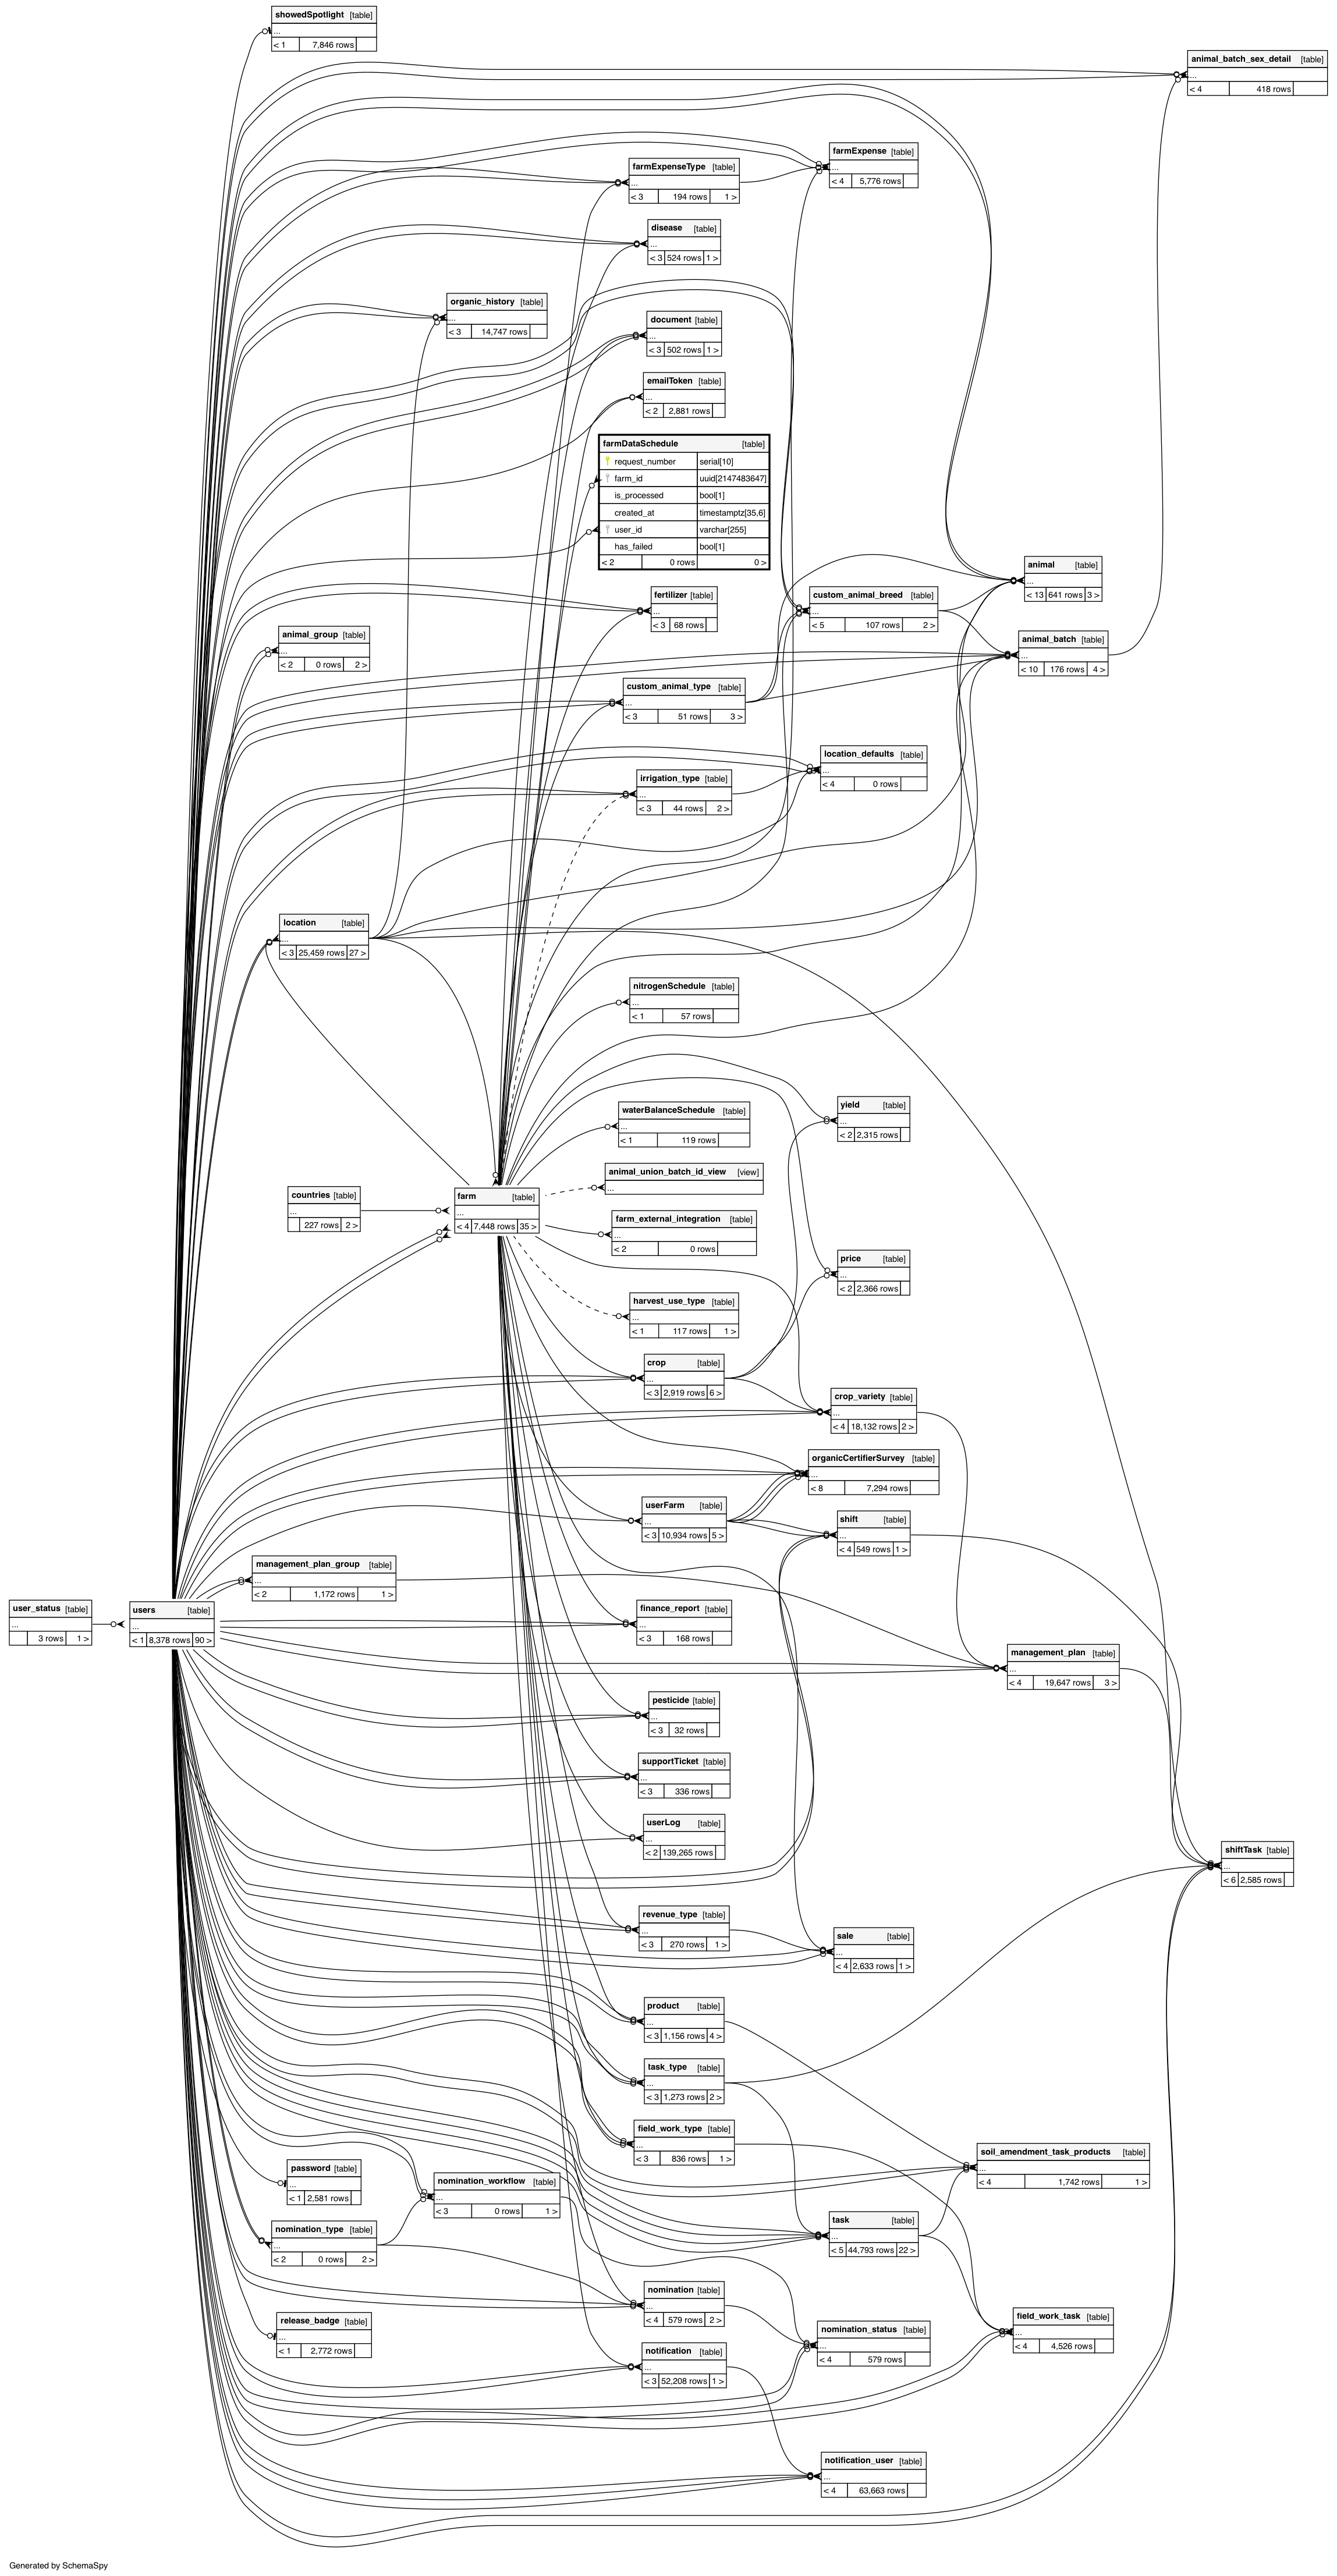 showedSpotlight [table]
...
< 1 7,846 rows
animal_batch_sex_detail [table]
...
< 4 418 rows
farmExpense [table]
...
< 4 5,776 rows
farmExpenseType [table]
...
< 3 194 rows 1 >
disease [table]
...
< 3 524 rows 1 >
organic_history [table]
...
< 3 14,747 rows
document [table]
...
< 3 502 rows 1 >
emailToken [table]
...
< 2 2,881 rows
farmDataSchedule [table]
request_number serial[10]
farm_id uuid[2147483647]
is_processed bool[1]
created_at timestamptz[35,6]
user_id varchar[255]
has_failed bool[1]
< 2 0 rows 0 >
animal [table]
...
< 13 641 rows 3 >
fertilizer [table]
...
< 3 68 rows
custom_animal_breed [table]
...
< 5 107 rows 2 >
animal_group [table]
...
< 2 0 rows 2 >
animal_batch [table]
...
< 10 176 rows 4 >
custom_animal_type [table]
...
< 3 51 rows 3 >
location_defaults [table]
...
< 4 0 rows
irrigation_type [table]
...
< 3 44 rows 2 >
location [table]
...
< 3 25,459 rows 27 >
nitrogenSchedule [table]
...
< 1 57 rows
yield [table]
...
< 2 2,315 rows
waterBalanceSchedule [table]
...
< 1 119 rows
animal_union_batch_id_view [view]
...
countries [table]
...
227 rows 2 >
farm [table]
...
< 4 7,448 rows 35 >
farm_external_integration [table]
...
< 2 0 rows
price [table]
...
< 2 2,366 rows
harvest_use_type [table]
...
< 1 117 rows 1 >
crop [table]
...
< 3 2,919 rows 6 >
crop_variety [table]
...
< 4 18,132 rows 2 >
organicCertifierSurvey [table]
...
< 8 7,294 rows
userFarm [table]
...
< 3 10,934 rows 5 >
shift [table]
...
< 4 549 rows 1 >
management_plan_group [table]
...
< 2 1,172 rows 1 >
user_status [table]
...
3 rows 1 >
users [table]
...
< 1 8,378 rows 90 >
finance_report [table]
...
< 3 168 rows
management_plan [table]
...
< 4 19,647 rows 3 >
pesticide [table]
...
< 3 32 rows
supportTicket [table]
...
< 3 336 rows
userLog [table]
...
< 2 139,265 rows
shiftTask [table]
...
< 6 2,585 rows
revenue_type [table]
...
< 3 270 rows 1 >
sale [table]
...
< 4 2,633 rows 1 >
product [table]
...
< 3 1,156 rows 4 >
task_type [table]
...
< 3 1,273 rows 2 >
field_work_type [table]
...
< 3 836 rows 1 >
soil_amendment_task_products [table]
...
< 4 1,742 rows 1 >
password [table]
...
< 1 2,581 rows
nomination_workflow [table]
...
< 3 0 rows 1 >
nomination_type [table]
...
< 2 0 rows 2 >
task [table]
...
< 5 44,793 rows 22 >
nomination [table]
...
< 4 579 rows 2 >
release_badge [table]
...
< 1 2,772 rows
nomination_status [table]
...
< 4 579 rows
field_work_task [table]
...
< 4 4,526 rows
notification [table]
...
< 3 52,208 rows 1 >
notification_user [table]
...
< 4 63,663 rows
Generated by SchemaSpy